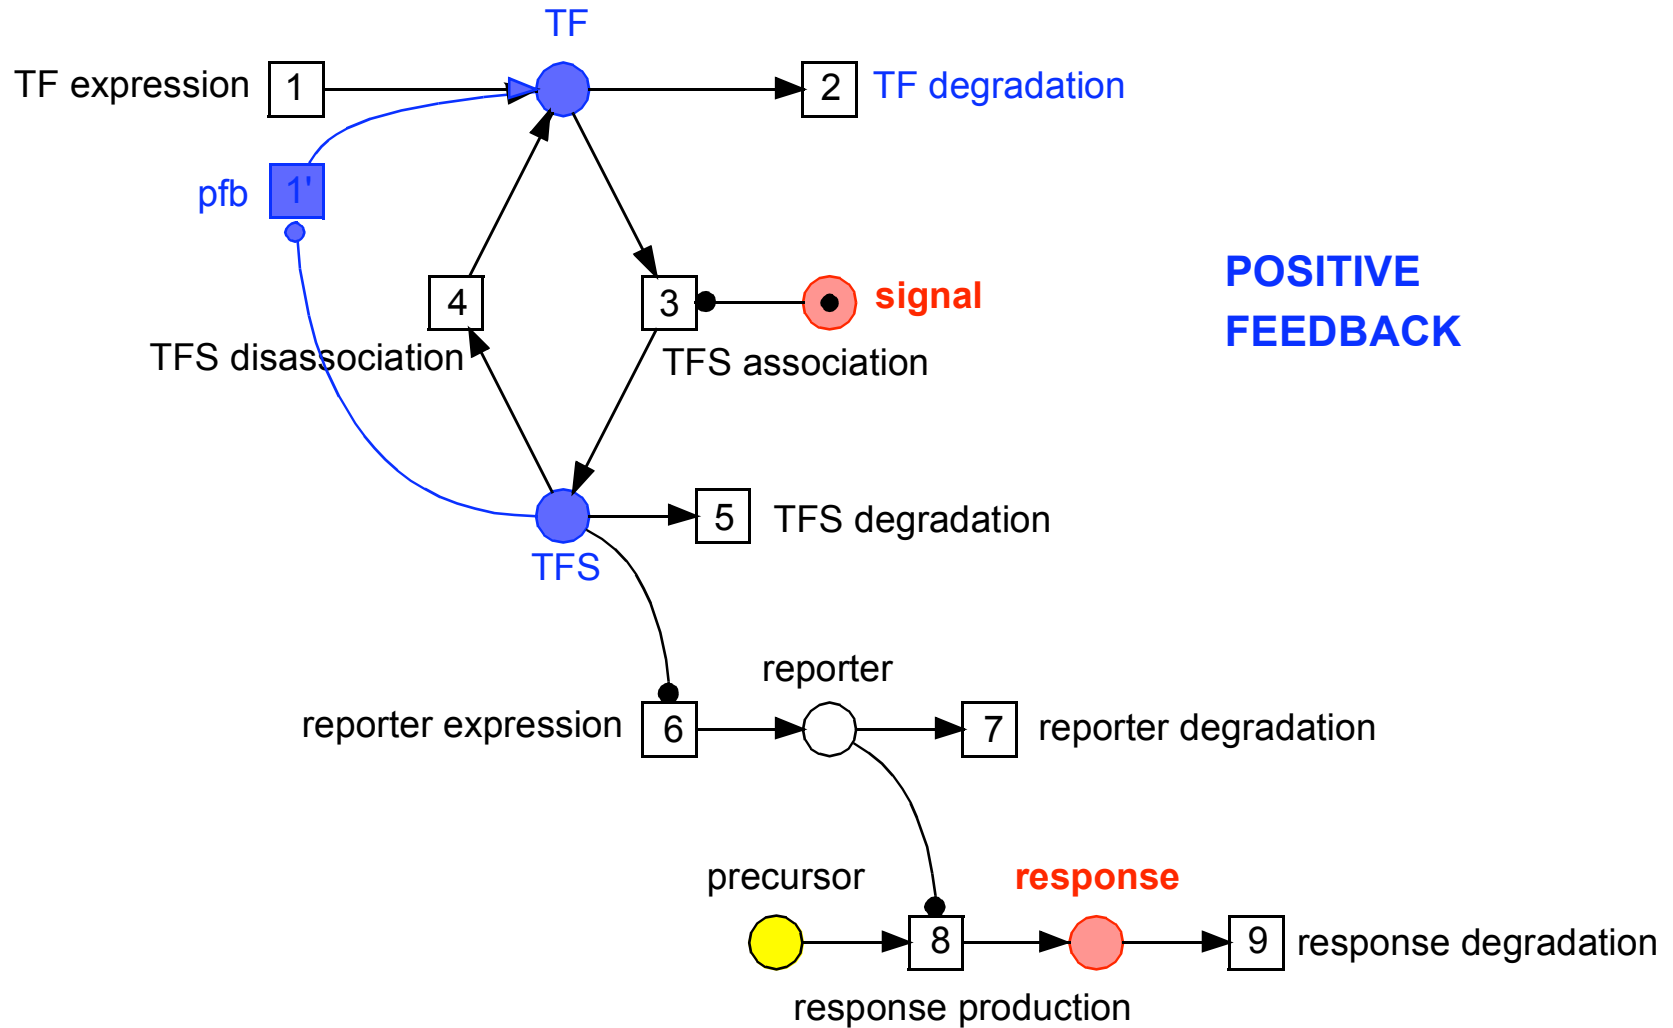 TF
TF expression
1
2
TF degradation
pfb
1'
POSITIVE
FEEDBACK
4
3
signal
TFS disassociation
TFS association
5
TFS degradation
TFS
reporter
reporter expression
6
7
reporter degradation
precursor
response
8
9
response degradation
response production